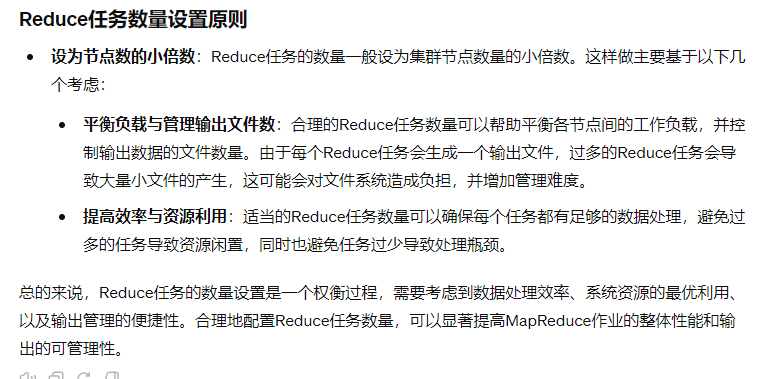 Reduce任务数量设置原则
设为节点数的小倍数：Reduce任务的数量一般设为集群节点数量的小倍数。这样做主要基于以下几
个考虑：
平衡负载与管理输出文件数：合理的Reduce任务数量可以帮助平衡各节点间的工作负载，并控
制输出数据的文件数量。由于每个Reduce任务会生成一个输出文件，过多的Reduce任务会导
致大量小文件的产生，这可能会对文件系统造成负担，并增加管理难度。
提高效率与资源利用：适当的Reduce任务数量可以确保每个任务都有足够的数据处理，避免过
多的任务导致资源闲置，同时也避免任务过少导致处理瓶颈。
总的来说，Reduce任务的数量设置是一个权衡过程，需要考虑到数据处理效率、系统资源的最优利用、
以及输出管理的便捷性。合理地配置Reduce任务数量，可以显著提高MapReduce作业的整体性能和输
出的可管理性。